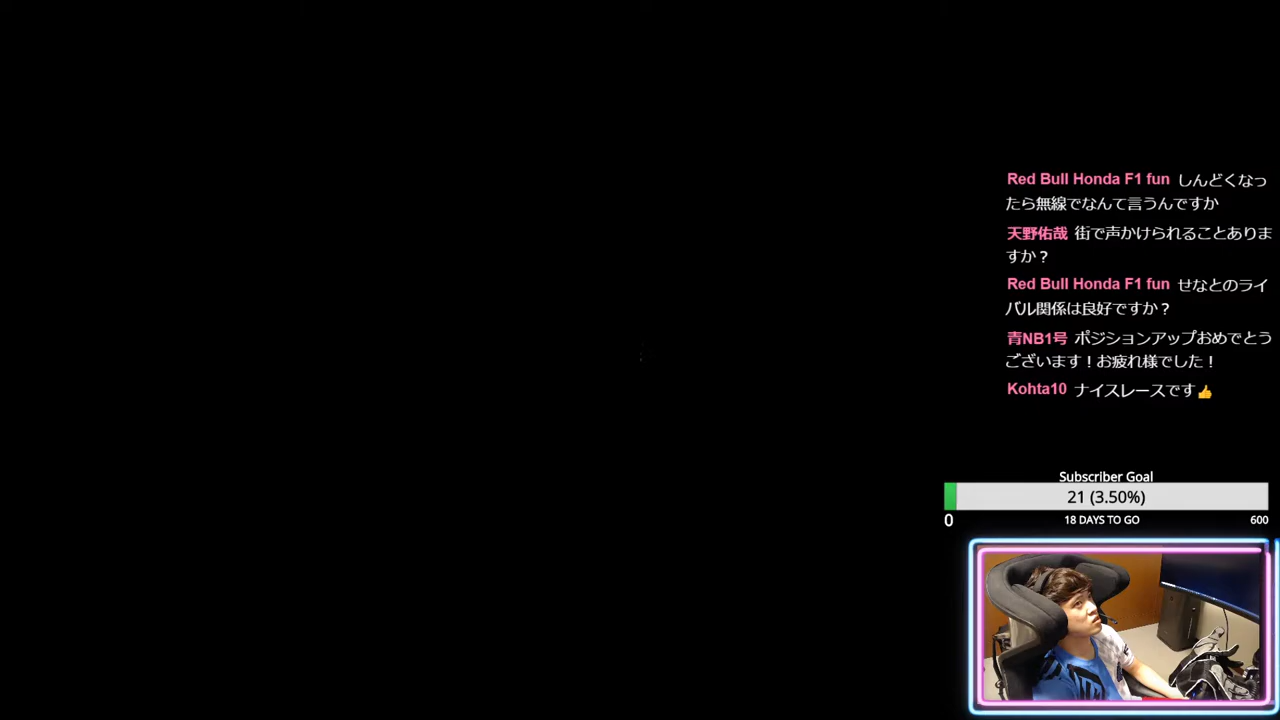 Red Bull Honda F1 fun しんどくなっ
たら無線でなんて言うんですか
天野佑哉 街で声かけられることありま
すか？
Red Bull Honda F1 fun せなとのライ
バル関係は良好ですか？
青NB1号 ポジションアップおめでとう
ございます！お疲れ様でした！
Kohta10 ナイスレースです👍
Subscriber Goal
21 (3.50%)
0 18 DAYS TO GO 600